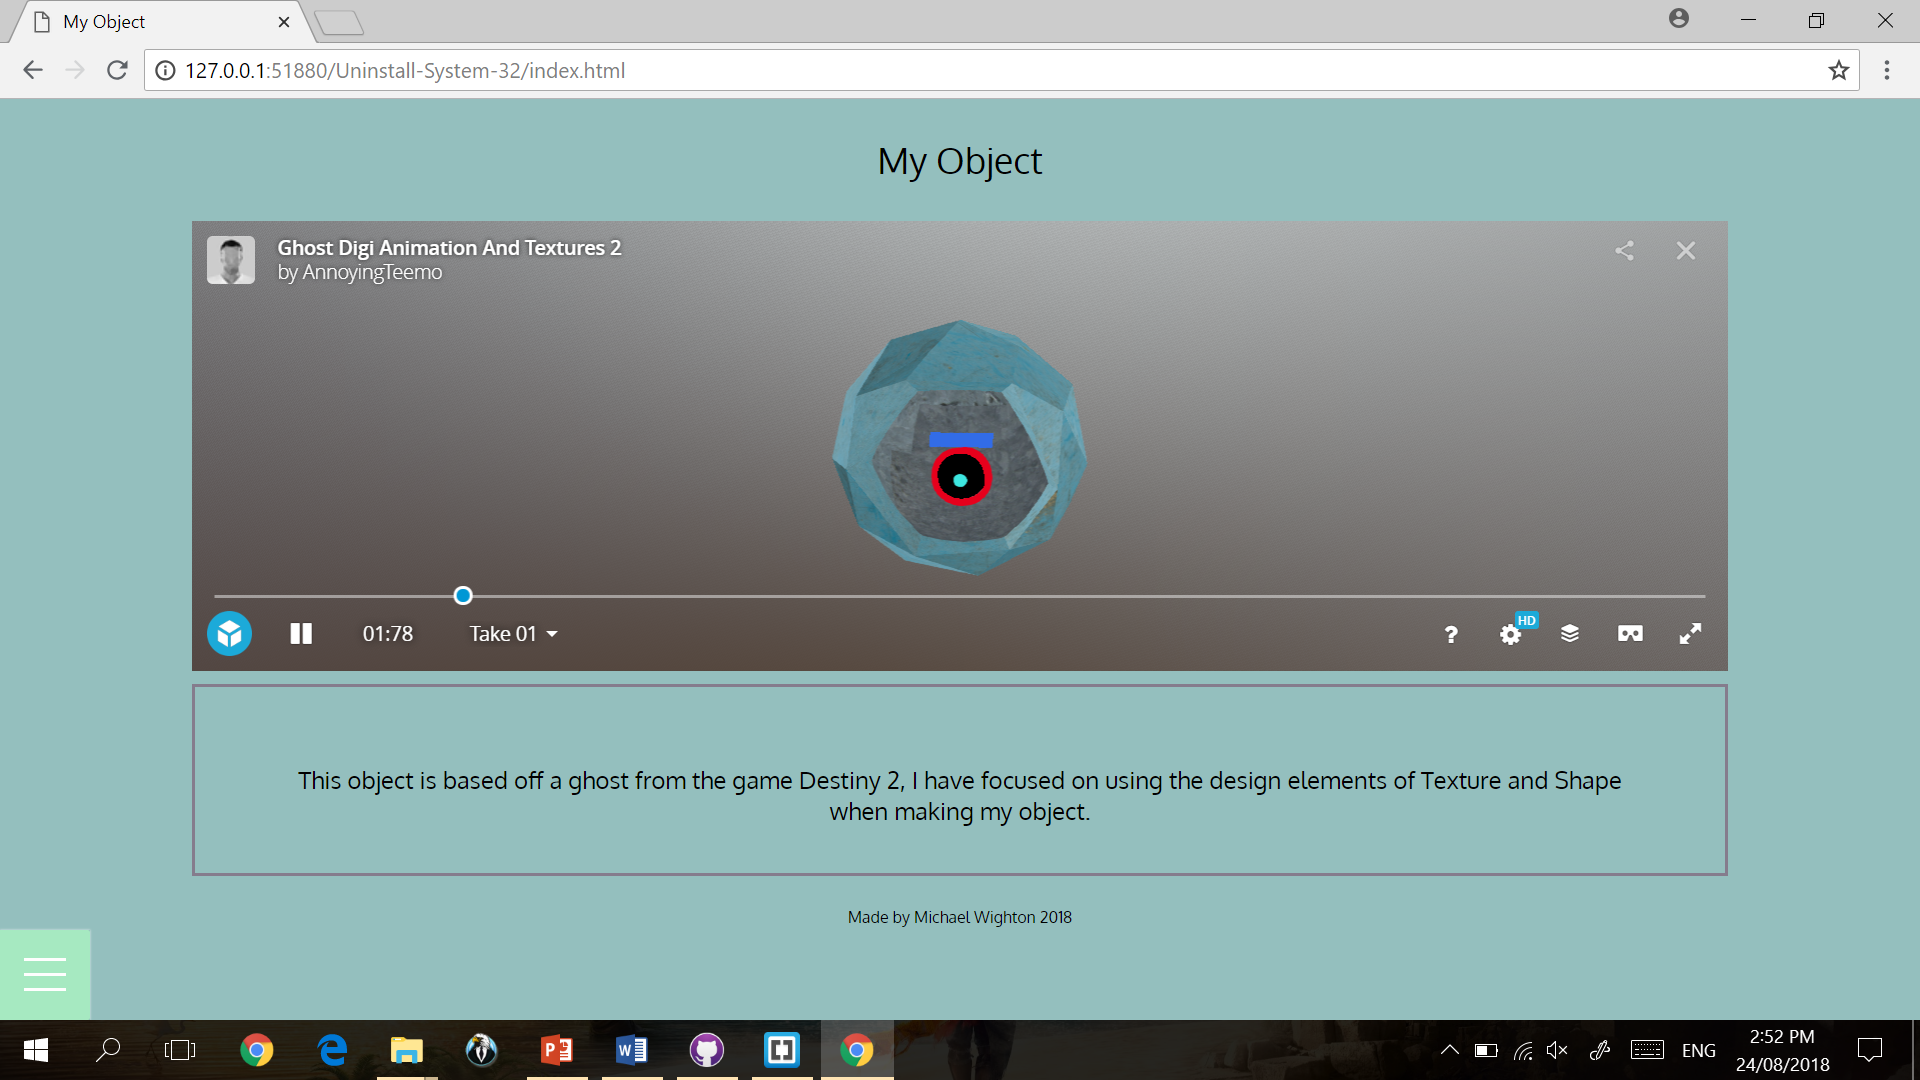 My Object
127.0.0.1:51880/Uninstall-System-32/index.html
My Object
Ghost Digi Animation And Textures 2
by AnnoyingTeemo
01:78
Take 01
?
HD
This object is based off a ghost from the game Destiny 2, I have focused on using the design elements of Texture and Shape
when making my object.
Made by Michael Wighton 2018
ENG
2:52 PM
24/08/2018